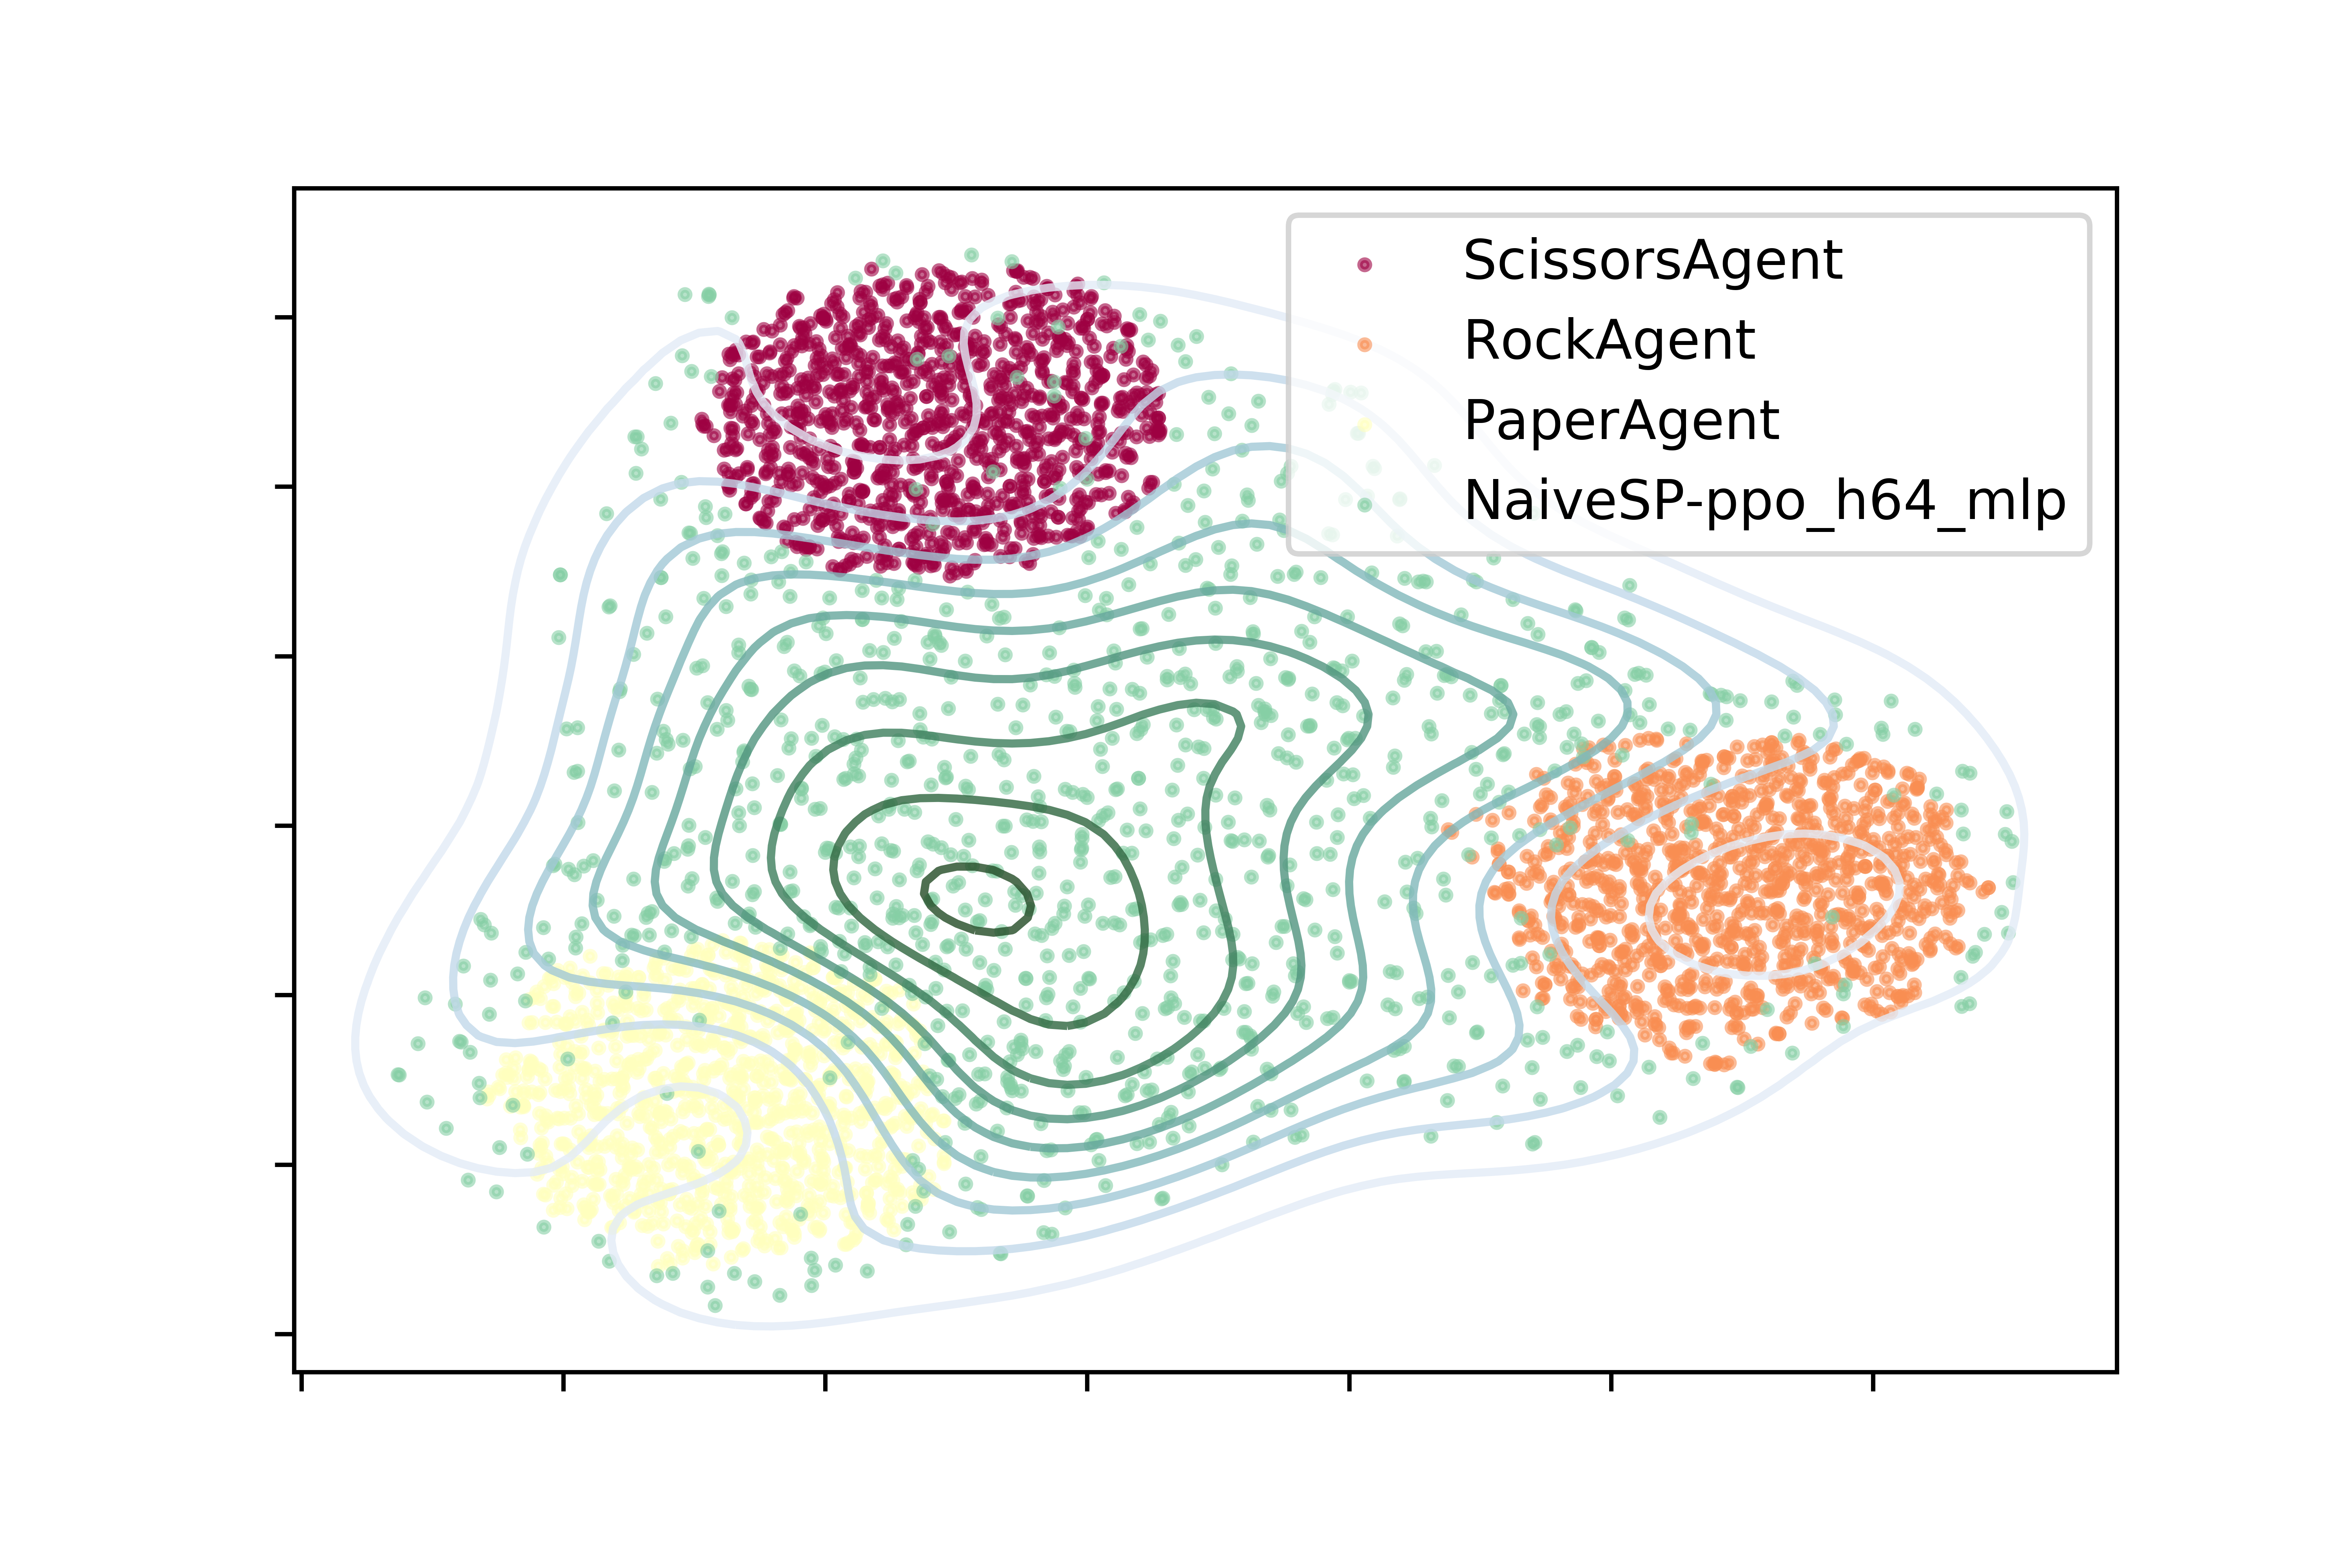 ScissorsAgent
RockAgent
PaperAgent
NaiveSP-ppo_h64_mlp